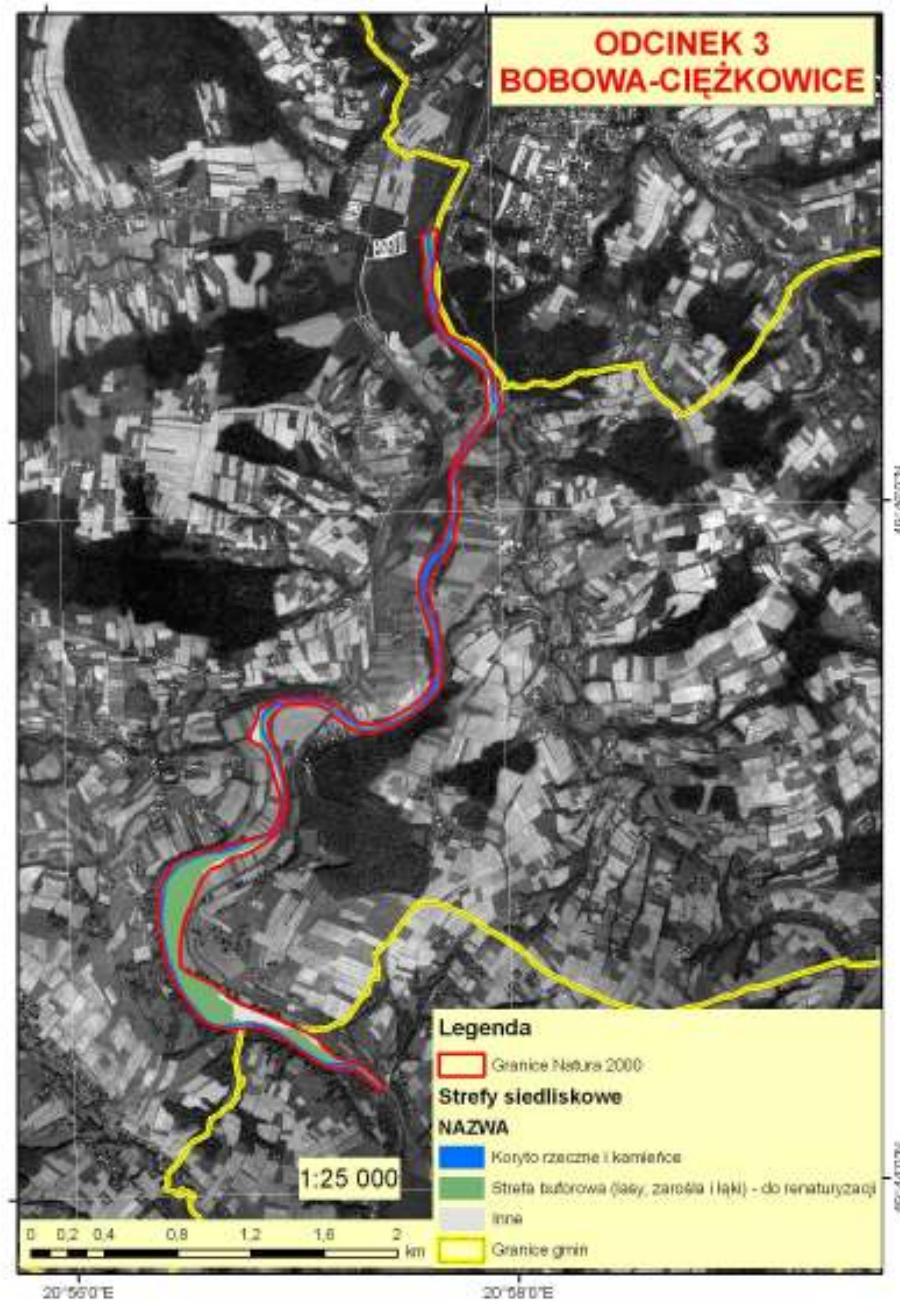 ODCINEK 3
BOBOWA-CIĘŻKOWICE
Legenda
Granice Natura 2000
Strefy siedliskowe
NAZWA
Koryto rzeczne i kamieńce
Strefa buforowa (lasy, zarośla i łąki) - do renaturyzacji
Inne
Granice gmin
1:25 000
0 0,2 0,4 0,8 1,2 1,6 2
km
20°56'0"E
20°58'0"E